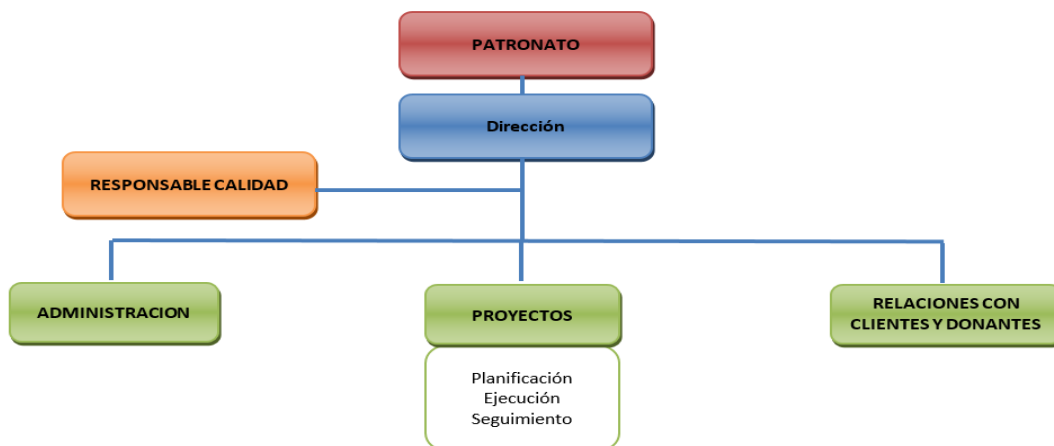 PATRONATO
Dirección
RESPONSABLE CALIDAD
ADMINISTRACION
PROYECTOS
RELACIONES CON
CLIENTES Y DONANTES
Planificación
Ejecución
Seguimiento